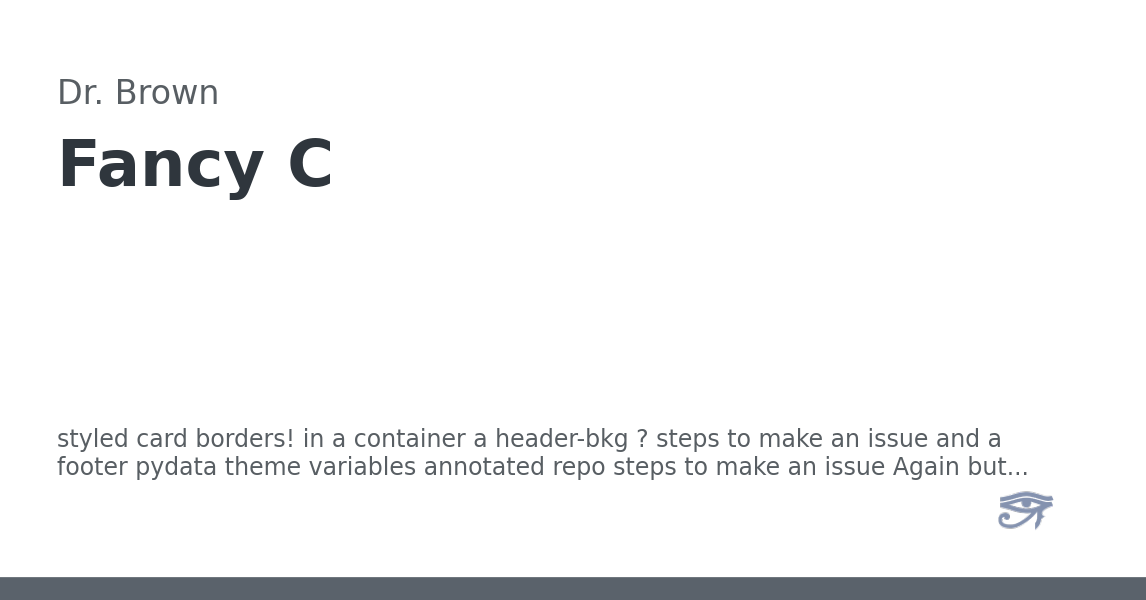 Dr. Brown
Fancy C
styled card borders! in a container a header-bkg ? steps to make an issue and a
footer pydata theme variables annotated repo steps to make an issue Again but...